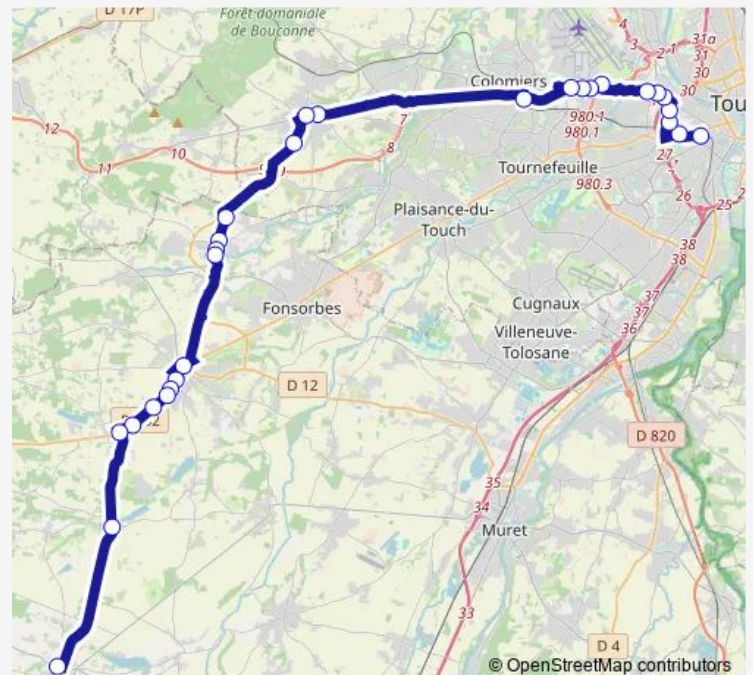 D 17P
Forêt domaniale
de Bouconne
4
3
2
1
31a
31
30
30
Colomiers
Tou
12
11
10
7
8
980.1
980.1
27
Tournefeuille
980.3
26
25
Plaisance-du-
Touch
38
38
Fonsorbes
Cugnaux
37
37
36
Villeneuve-
Tolosane
D 12
D 820
35
34
Muret
33
D 4
© OpenStreetMap contributors